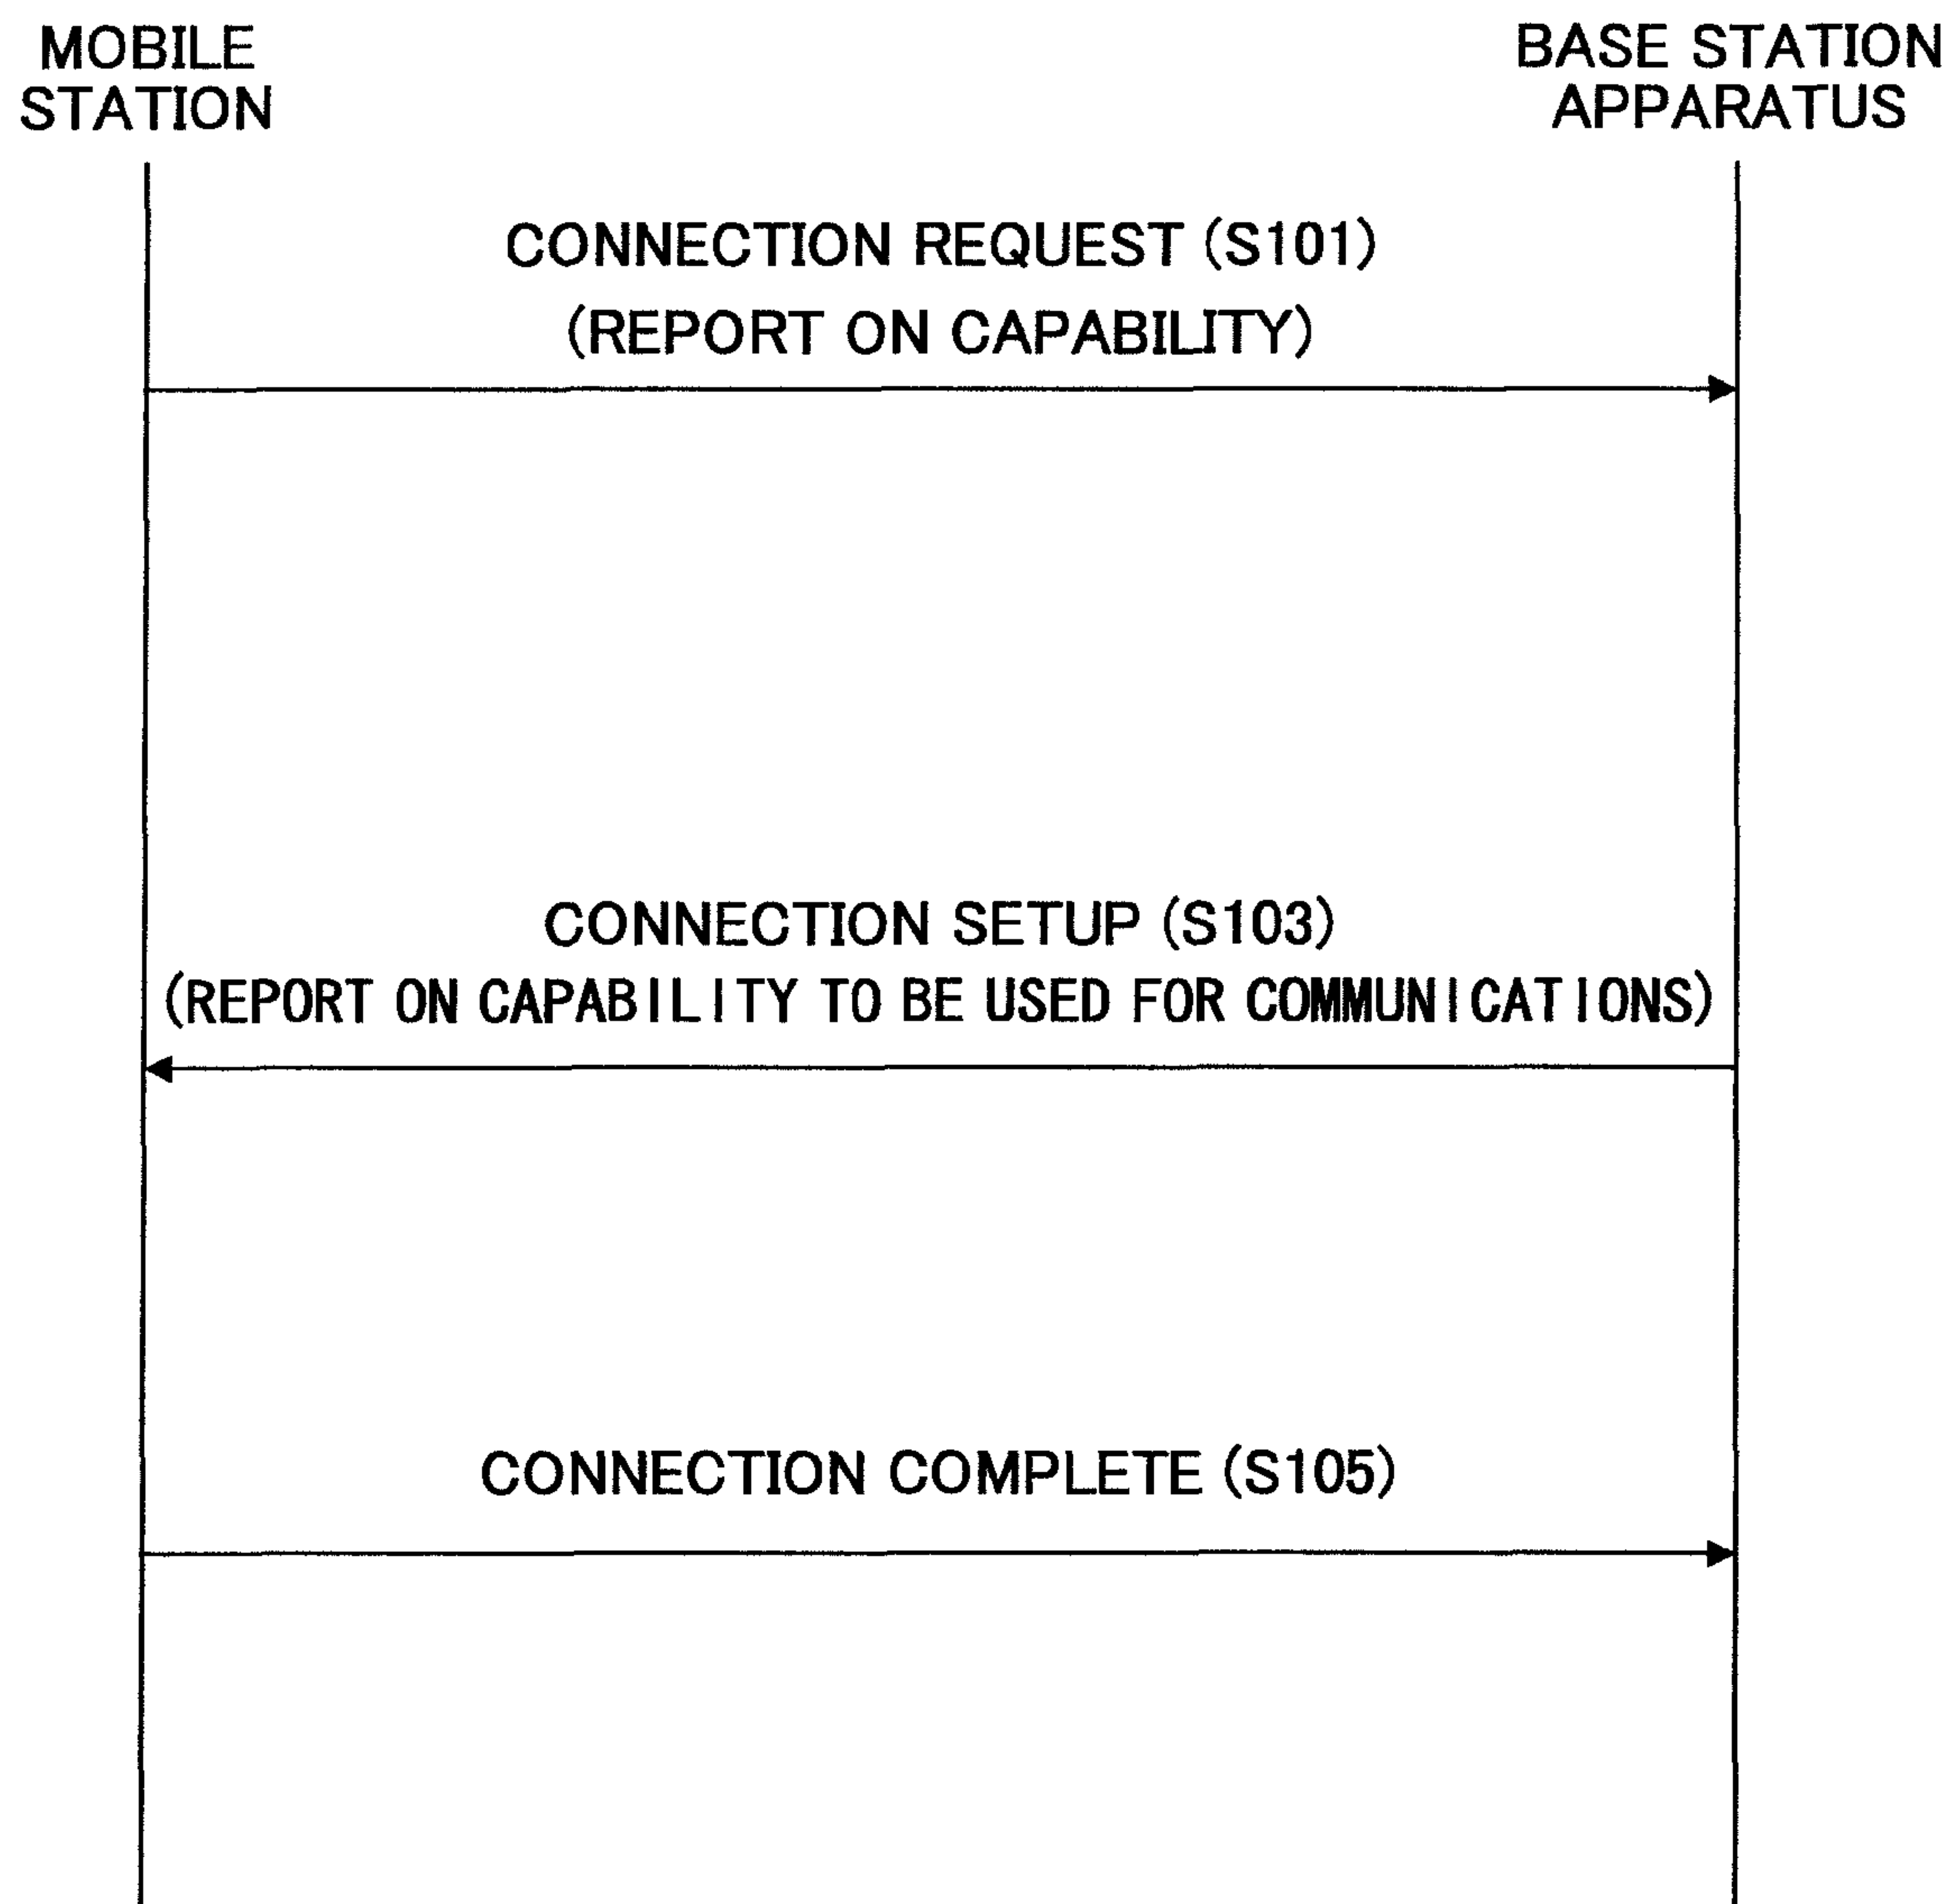 MOBILE
STATION
BASE STATION
APPARATUS
CONNECTION REQUEST (S101)
(REPORT ON CAPABILITY)
CONNECTION SETUP (S103)
(REPORT ON CAPABILITY TO BE USED FOR COMMUNICATIONS)
CONNECTION COMPLETE (S105)